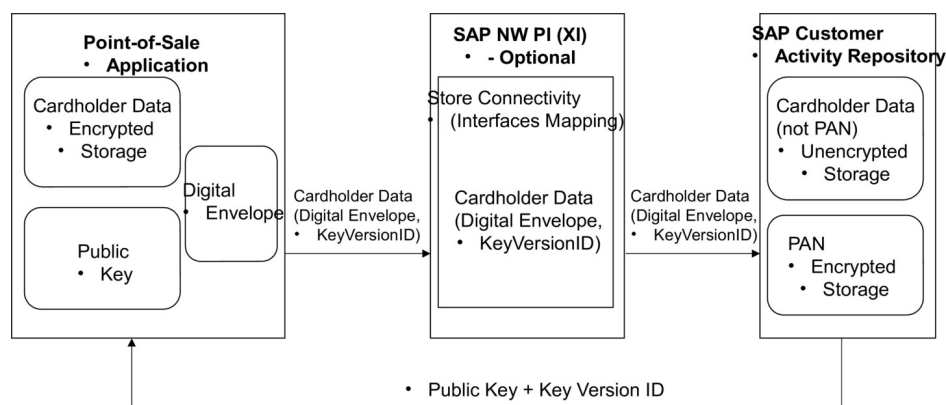 Point-of-Sale
• Application
Cardholder Data
• Encrypted
• Storage
Digital
• Envelope
Public
• Key
Cardholder Data
(Digital Envelope,
• KeyVersionID)
SAP NW PI (XI)
• - Optional
Store Connectivity
• (Interfaces Mapping)
Cardholder Data
(Digital Envelope,
• KeyVersionID)
Cardholder Data
(Digital Envelope,
• KeyVersionID)
SAP Customer
• Activity Repository
Cardholder Data
(not PAN)
• Unencrypted
• Storage
PAN
• Encrypted
• Storage
• Public Key + Key Version ID